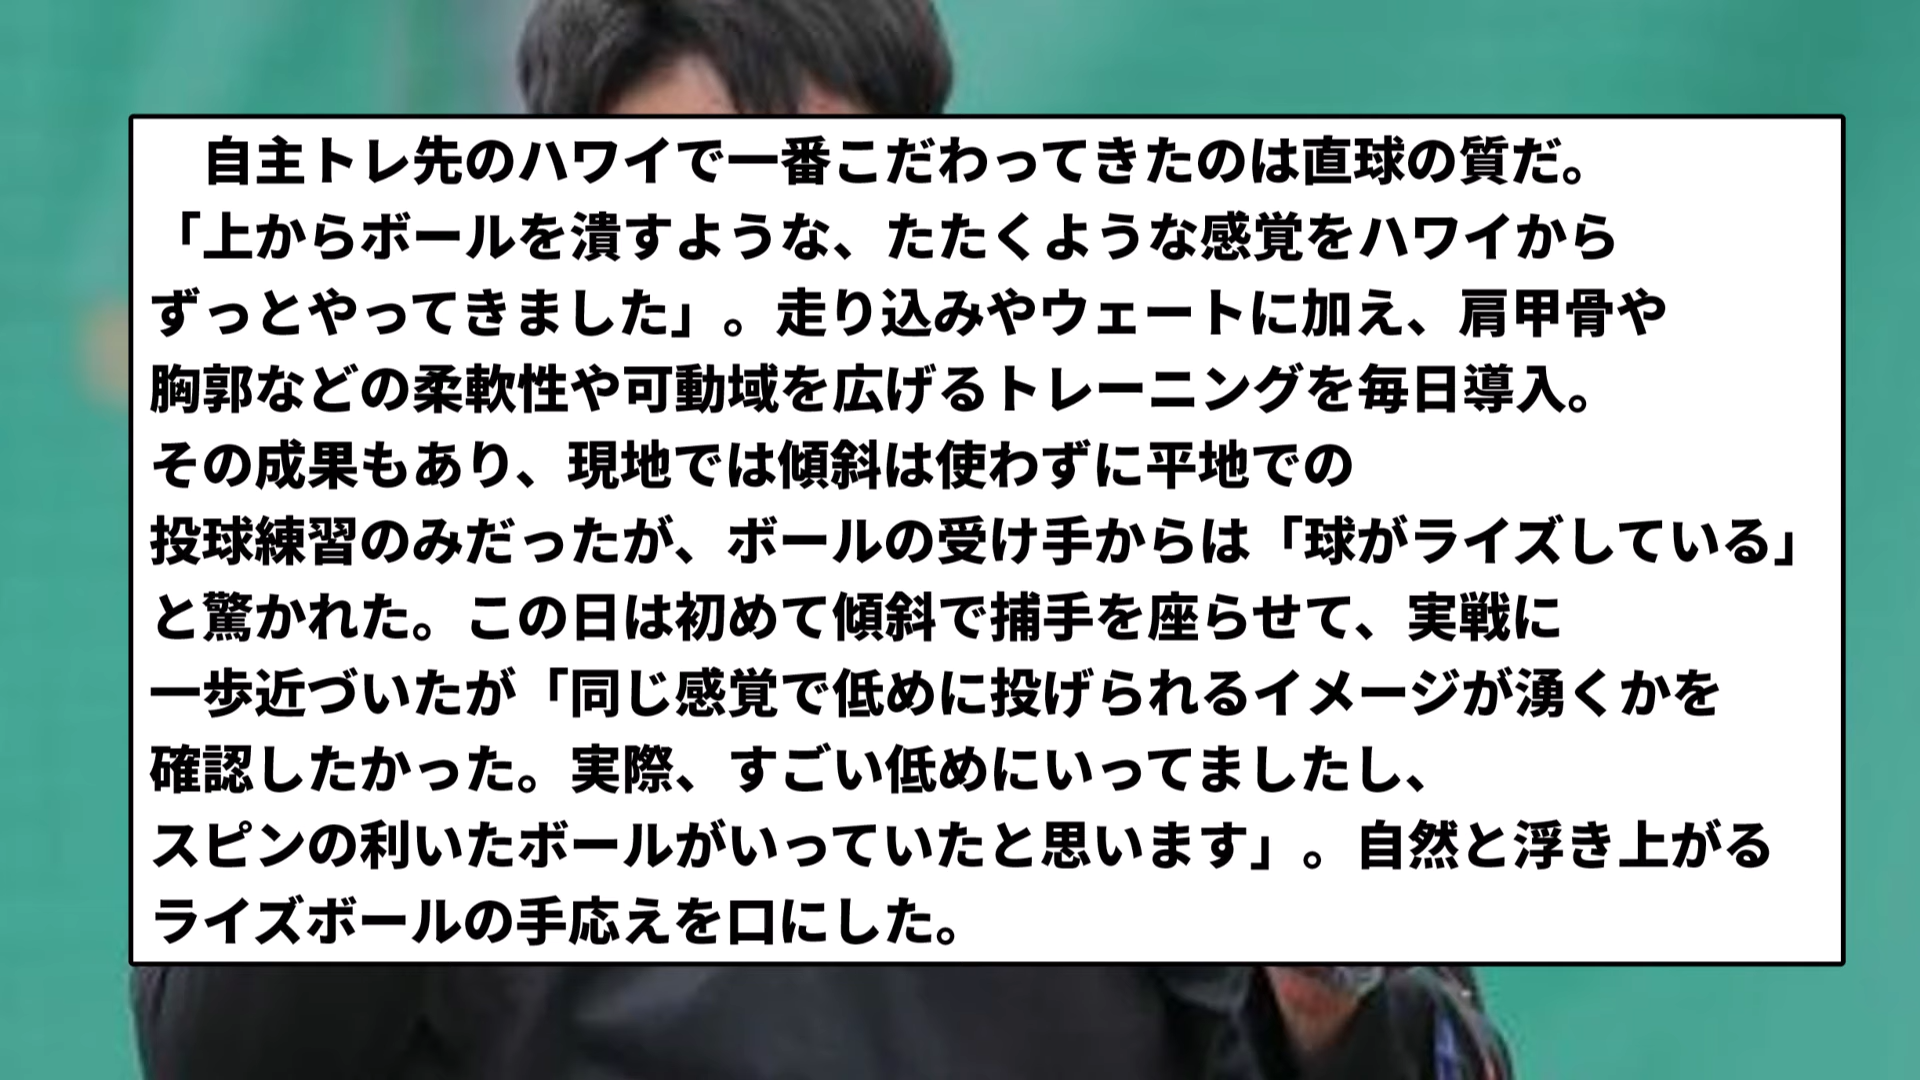 自主トレ先のハワイで一番こだわってきたのは直球の質だ。
「上からボールを潰すような、たたくような感覚をハワイから
ずっとやってきました」。走り込みやウェートに加え、肩甲骨や
胸郭などの柔軟性や可動域を広げるトレーニングを毎日導入。
その成果もあり、現地では傾斜は使わずに平地での
投球練習のみだったが、ボールの受け手からは「球がライズしている」
と驚かれた。この日は初めて傾斜で捕手を座らせて、実戦に
一歩近づいたが「同じ感覚で低めに投げられるイメージが湧くかを
確認したかった。実際、すごい低めにいってましたし、
スピンの利いたボールがいっていたと思います」。自然と浮き上がる
ライズボールの手応えを口にした。